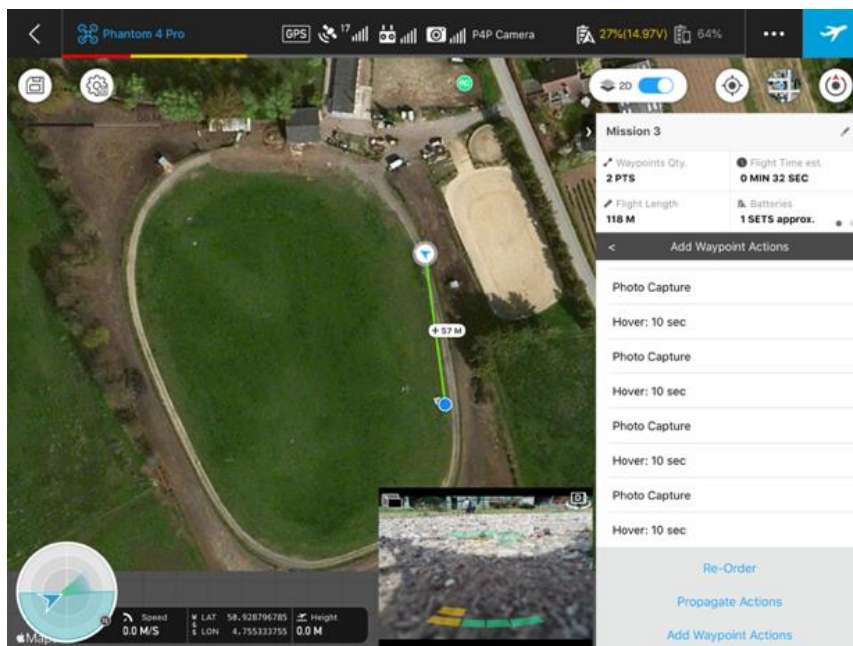 Phantom 4 Pro
GPS
17
P4P Camera
27%(14.97V)
64%
2D
Mission 3
Waypoints Qty.
2 PTS
Flight Time est.
0 MIN 32 SEC
Flight Length
118 M
Batteries
1 SETS approx.
< Add Waypoint Actions
Photo Capture
Hover: 10 sec
Photo Capture
Hover: 10 sec
Photo Capture
Hover: 10 sec
Photo Capture
Hover: 10 sec
Re-Order
Propagate Actions
Add Waypoint Actions
+ 57 M
Speed
0.0 M/S
LAT 50.928796785
LON 4.755333755
Height
0.0 M